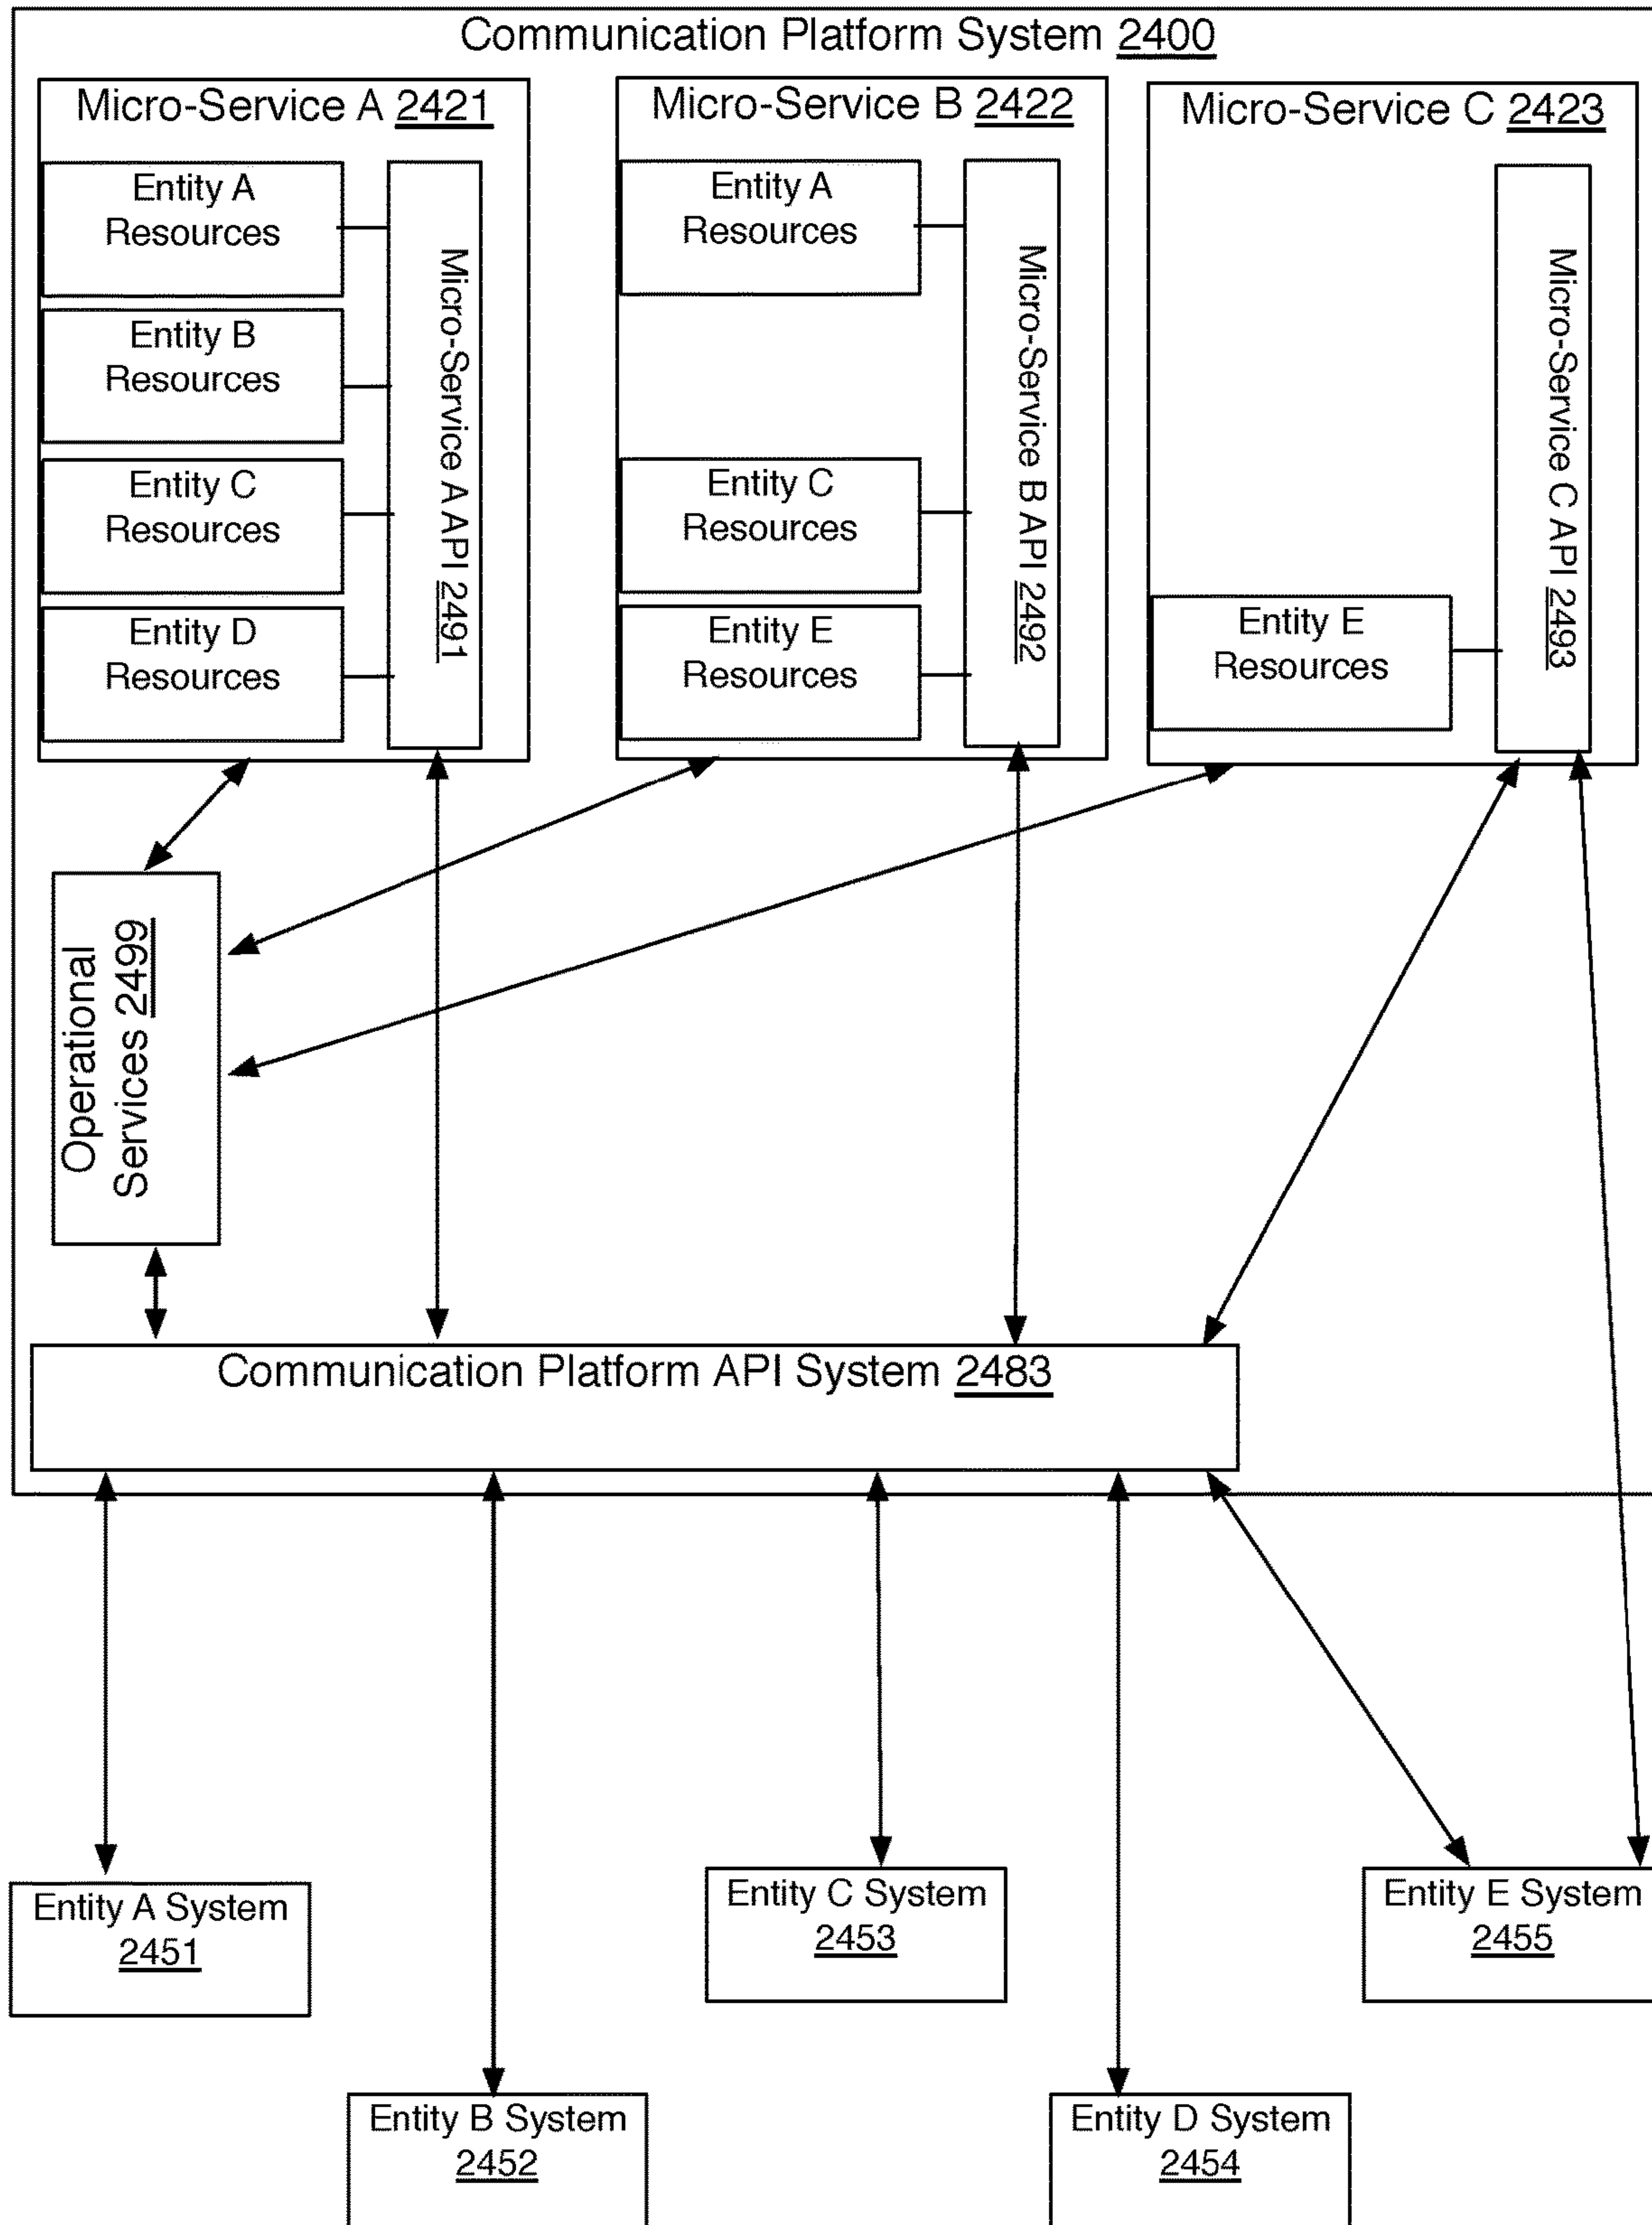 Communication Platform System 2400
Micro-Service A 2421
Entity A
Resources
Entity B
Resources
Entity C
Resources
Entity D
Resources
Micro-Service A API 2491
Micro-Service B 2422
Entity A
Resources
Entity C
Resources
Entity E
Resources
Micro-Service B API 2492
Micro-Service C 2423
Entity E
Resources
Micro-Service C API 2493
Operational
Services 2499
Communication Platform API System 2483
Entity A System
2451
Entity C System
2453
Entity E System
2455
Entity B System
2452
Entity D System
2454